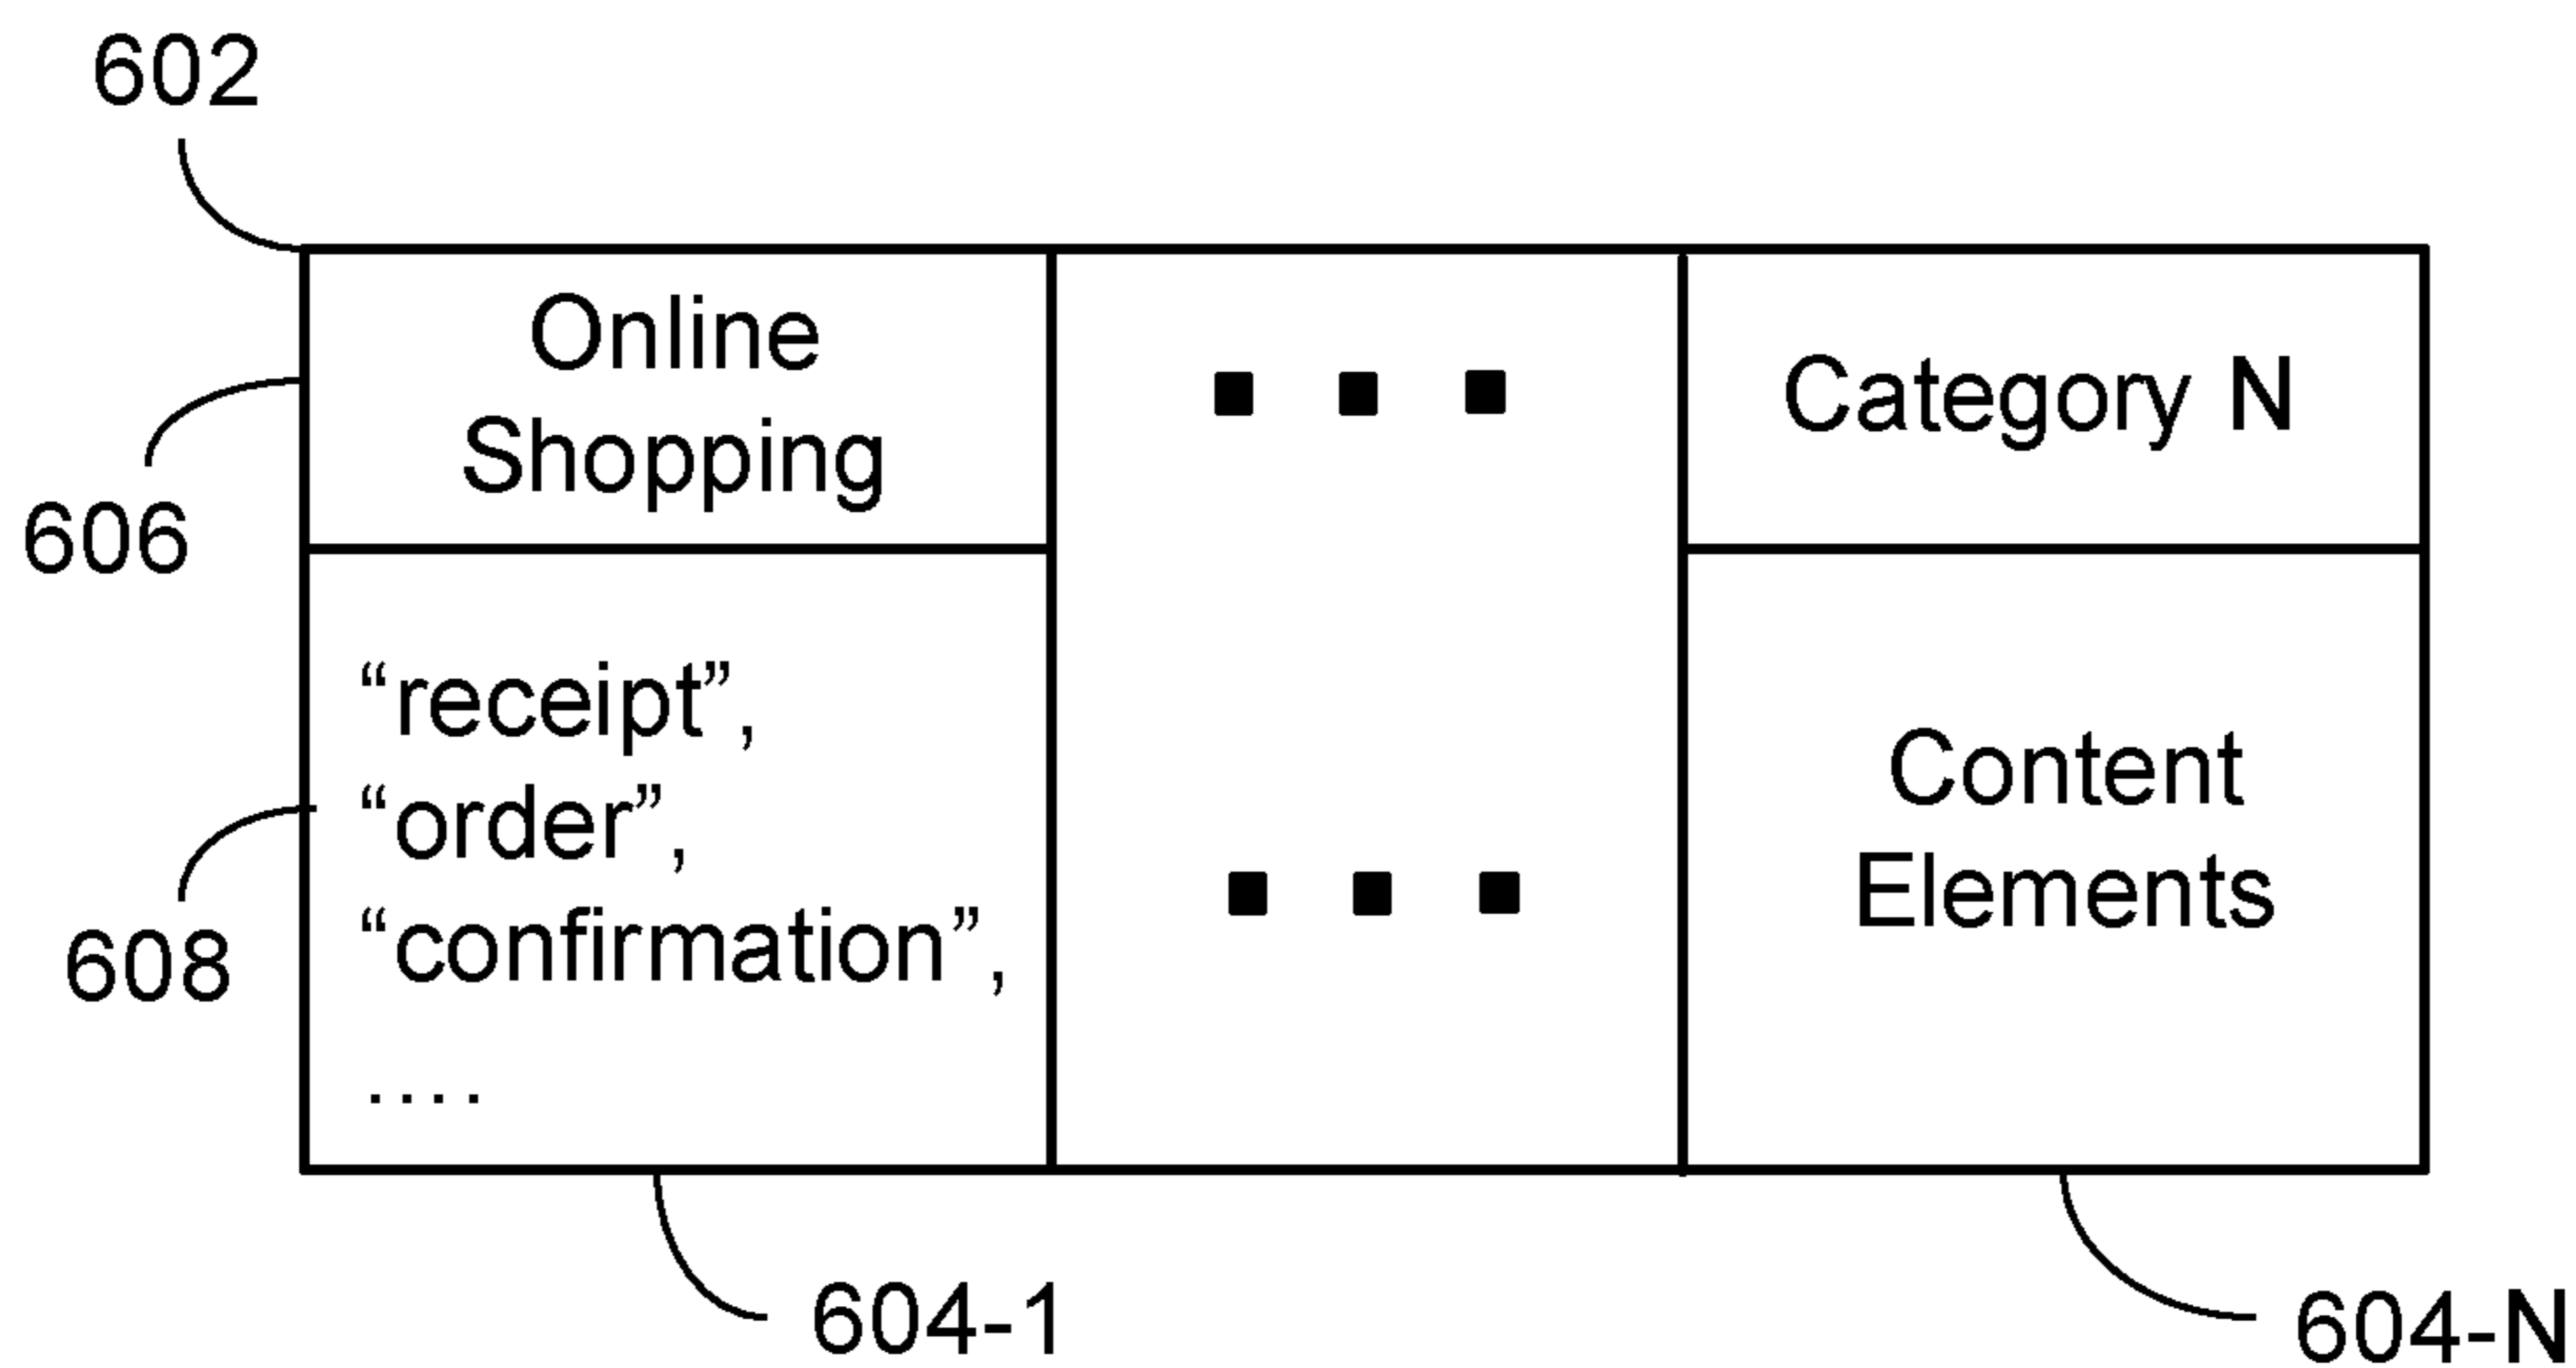 602
Online
Shopping
■ ■ ■
Category N
606
“receipt”,
“order”,
“confirmation”,
....
■ ■ ■
Content
Elements
608
604-1
604-N